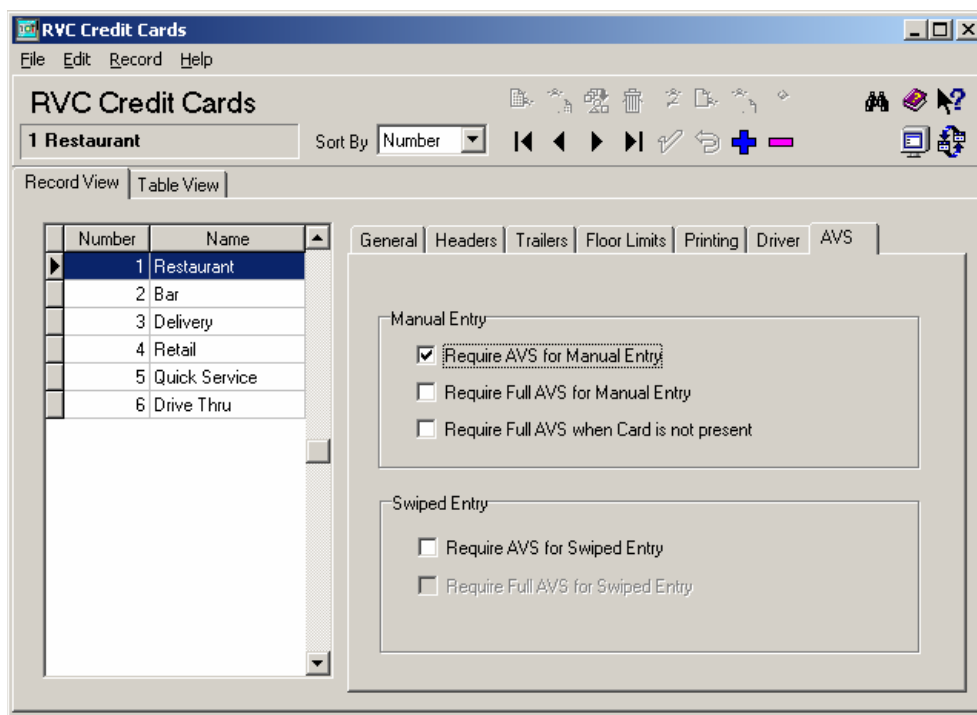 RVC Credit Cards
File Edit Record Help
RVC Credit Cards
1 Restaurant
Sort By Number
Record View Table View
Number Name
1 Restaurant
2 Bar
3 Delivery
4 Retail
5 Quick Service
6 Drive Thru
General Headers Trailers Floor Limits Printing Driver AVS
Manual Entry
Require AVS for Manual Entry
Require Full AVS for Manual Entry
Require Full AVS when Card is not present
Swiped Entry
Require AVS for Swiped Entry
Require Full AVS for Swiped Entry